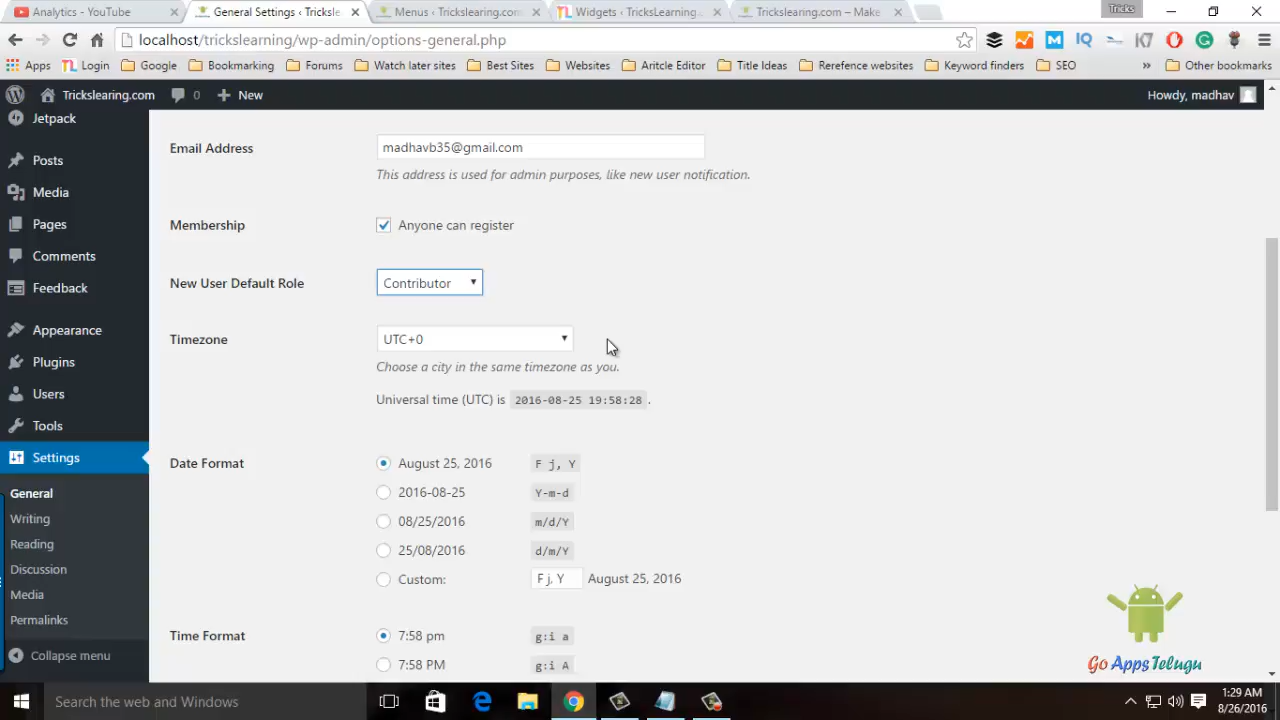 Analytics - YouTube
General Settings ‹ Tricksle
Menus ‹ Trickslearing.com
Widgets ‹ TricksLearning.
Trickslearing.com – Make
Tricks
localhost/trickslearning/wp-admin/options-general.php
Apps
Login
Google
Bookmarking
Forums
Watch later sites
Best Sites
Websites
Aritcle Editor
Title Ideas
Rerefence websites
Keyword finders
SEO
»
Other bookmarks
Trickslearing.com
0
New
Howdy, madhav
Jetpack
Posts
Media
Pages
Comments
Feedback
Appearance
Plugins
Users
Tools
Settings
General
Writing
Reading
Discussion
Media
Permalinks
Collapse menu
Email Address
madhavb35@gmail.com
This address is used for admin purposes, like new user notification.
Membership
Anyone can register
New User Default Role
Contributor
Timezone
UTC+0
Choose a city in the same timezone as you.
Universal time (UTC) is 2016-08-25 19:58:28 .
Date Format
August 25, 2016 F j, Y
2016-08-25 Y-m-d
08/25/2016 m/d/Y
25/08/2016 d/m/Y
Custom: F j, Y August 25, 2016
Time Format
7:58 pm g:i a
7:58 PM g:i A
Go Apps Telugu
Search the web and Windows
1:29 AM
8/26/2016